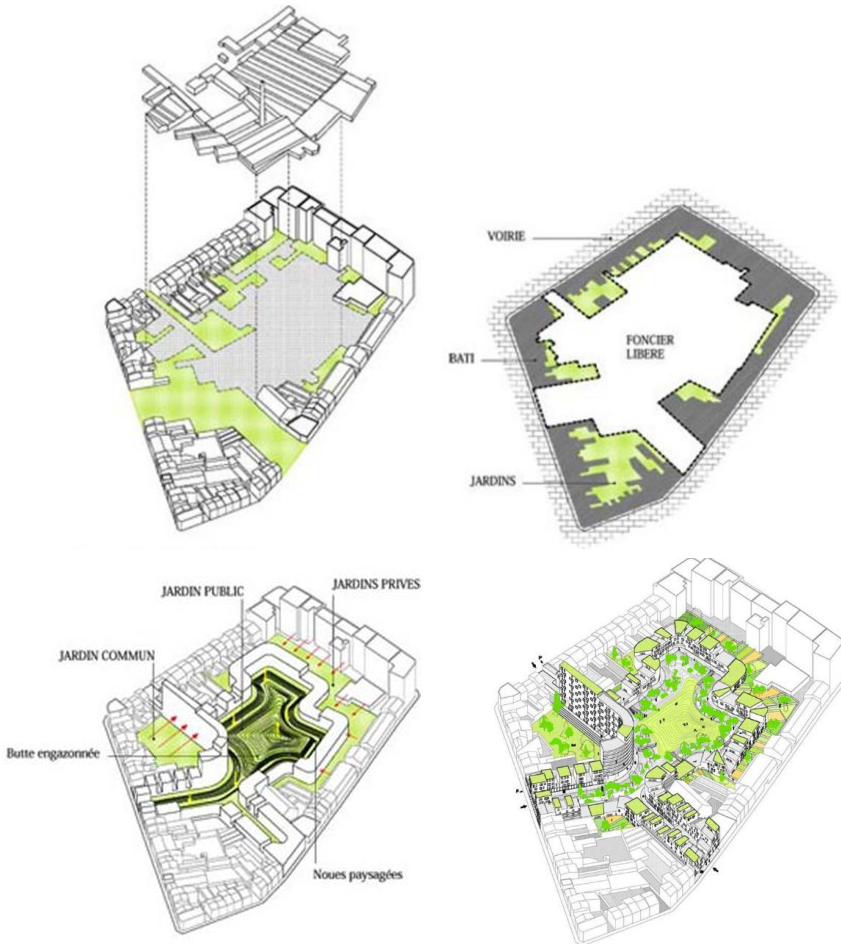 VOIRIE
FONCIER
LIBERE
BATI
JARDINS
JARDIN PUBLIC
JARDINS PRIVES
JARDIN COMMUN
Butte engazonnée
Noues paysagées